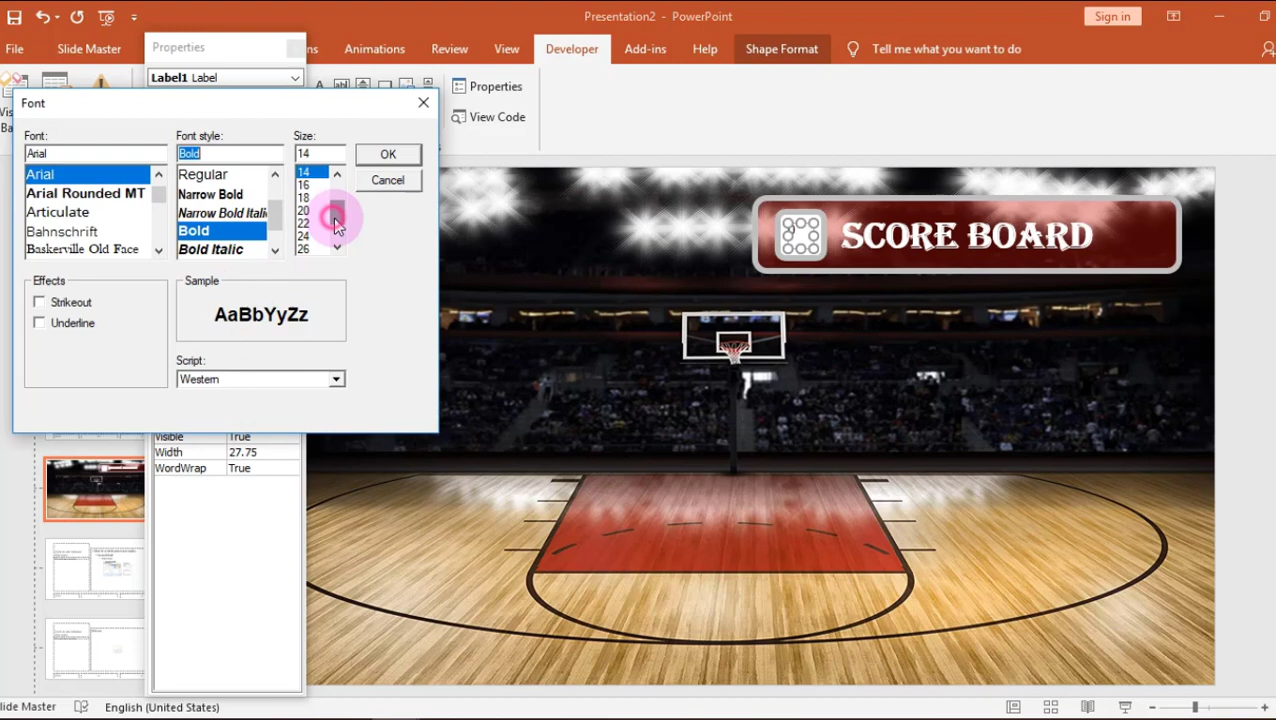 Presentation2 - PowerPoint
Sign in
File
Slide Master
Animations
Review
View
Developer
Add-ins
Help
Shape Format
Tell me what you want to do
Properties
Label1 Label
Properties
View Code
Font
Font:
Font style:
Size:
Arial
Bold
14
OK
Cancel
Arial
Arial Rounded MT
Articulate
Bahnschrift
Baskerville Old Face
Regular
Narrow Bold
Narrow Bold Itali
Bold
Bold Italic
14
16
18
20
22
24
26
Effects
Strikeout
Underline
Sample
AaBbYyZz
Script:
Western
SCORE BOARD
Visible True
Width 27.75
WordWrap True
lide Master
English (United States)